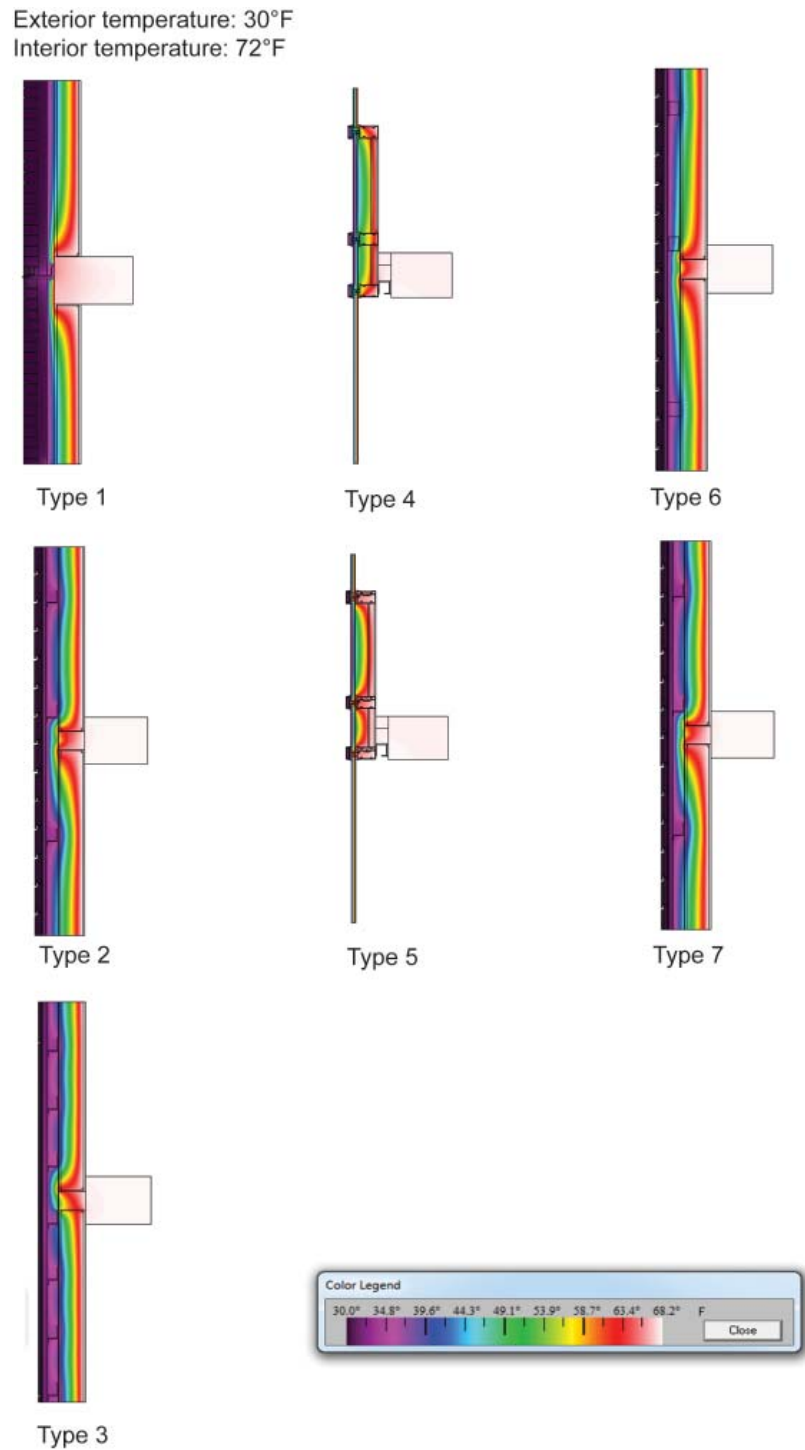 Exterior temperature: 30°F
Interior temperature: 72°F
Type 1
Type 4
Type 6
Type 2
Type 5
Type 7
Type 3
Color Legend
30.0° 34.8° 39.6° 44.3° 49.1° 53.9° 58.7° 63.4° 68.2° F
Close